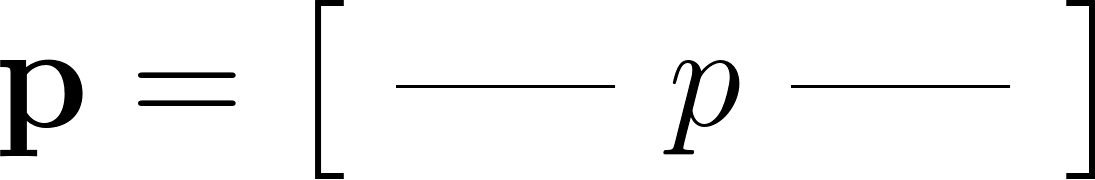 p = [ —— p —— ]